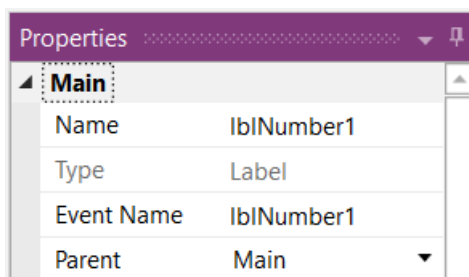 Properties
Main
Name lblNumber1
Type Label
Event Name lblNumber1
Parent Main